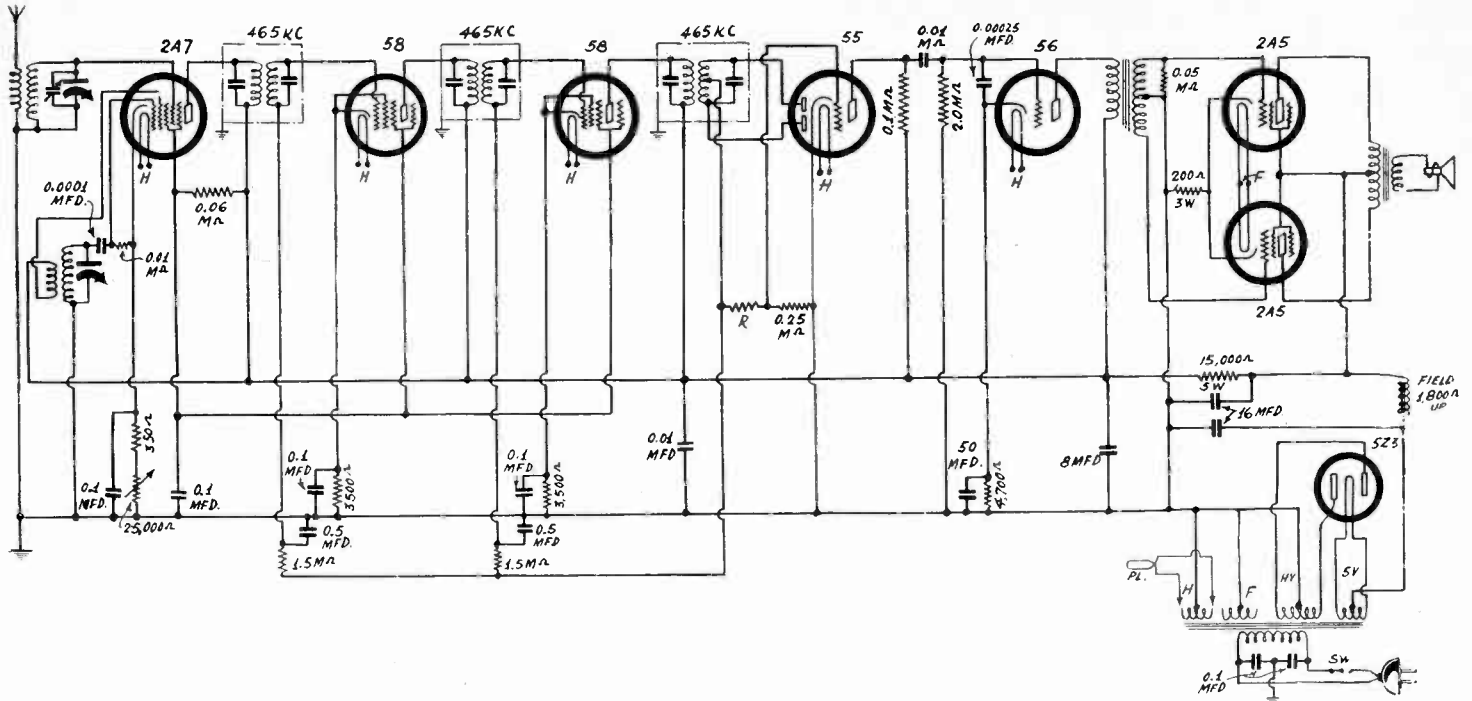 2A7
465KC
58
465KC
58
465KC
55
0.01
MΩ
0.00025
MFD.
56
2A5
0.05
MΩ
0.1MΩ
2.0MΩ
H
H
H
H
H
200Ω
3W
F
0.0001
MFD.
0.06
MΩ
0.01
MΩ
R
0.25
MΩ
2A5
15,000Ω
5W
16MFD
FIELD
1,800Ω
UP
350Ω
0.1
MFD.
25,000Ω
0.1
MFD.
0.1
MFD
3500Ω
0.5
MFD.
1.5MΩ
0.1
MFD
3,500Ω
0.5
MFD.
1.5MΩ
0.01
MFD
50
MFD.
4,700Ω
8MFD
5Z3
PL.
H
F
HV
5V
0.1
MFD
SW